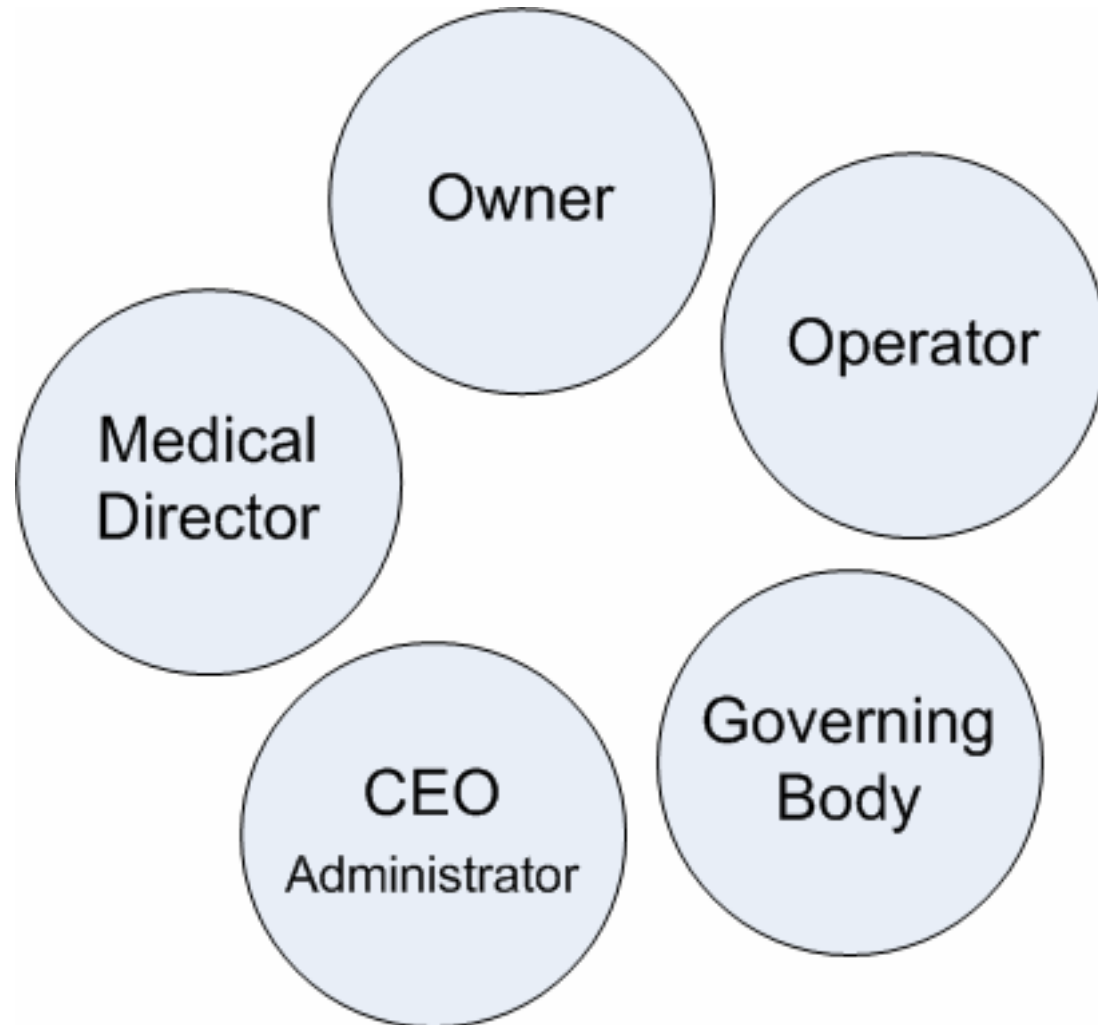 Owner
Operator
Medical
Director
Governing
Body
CEO
Administrator